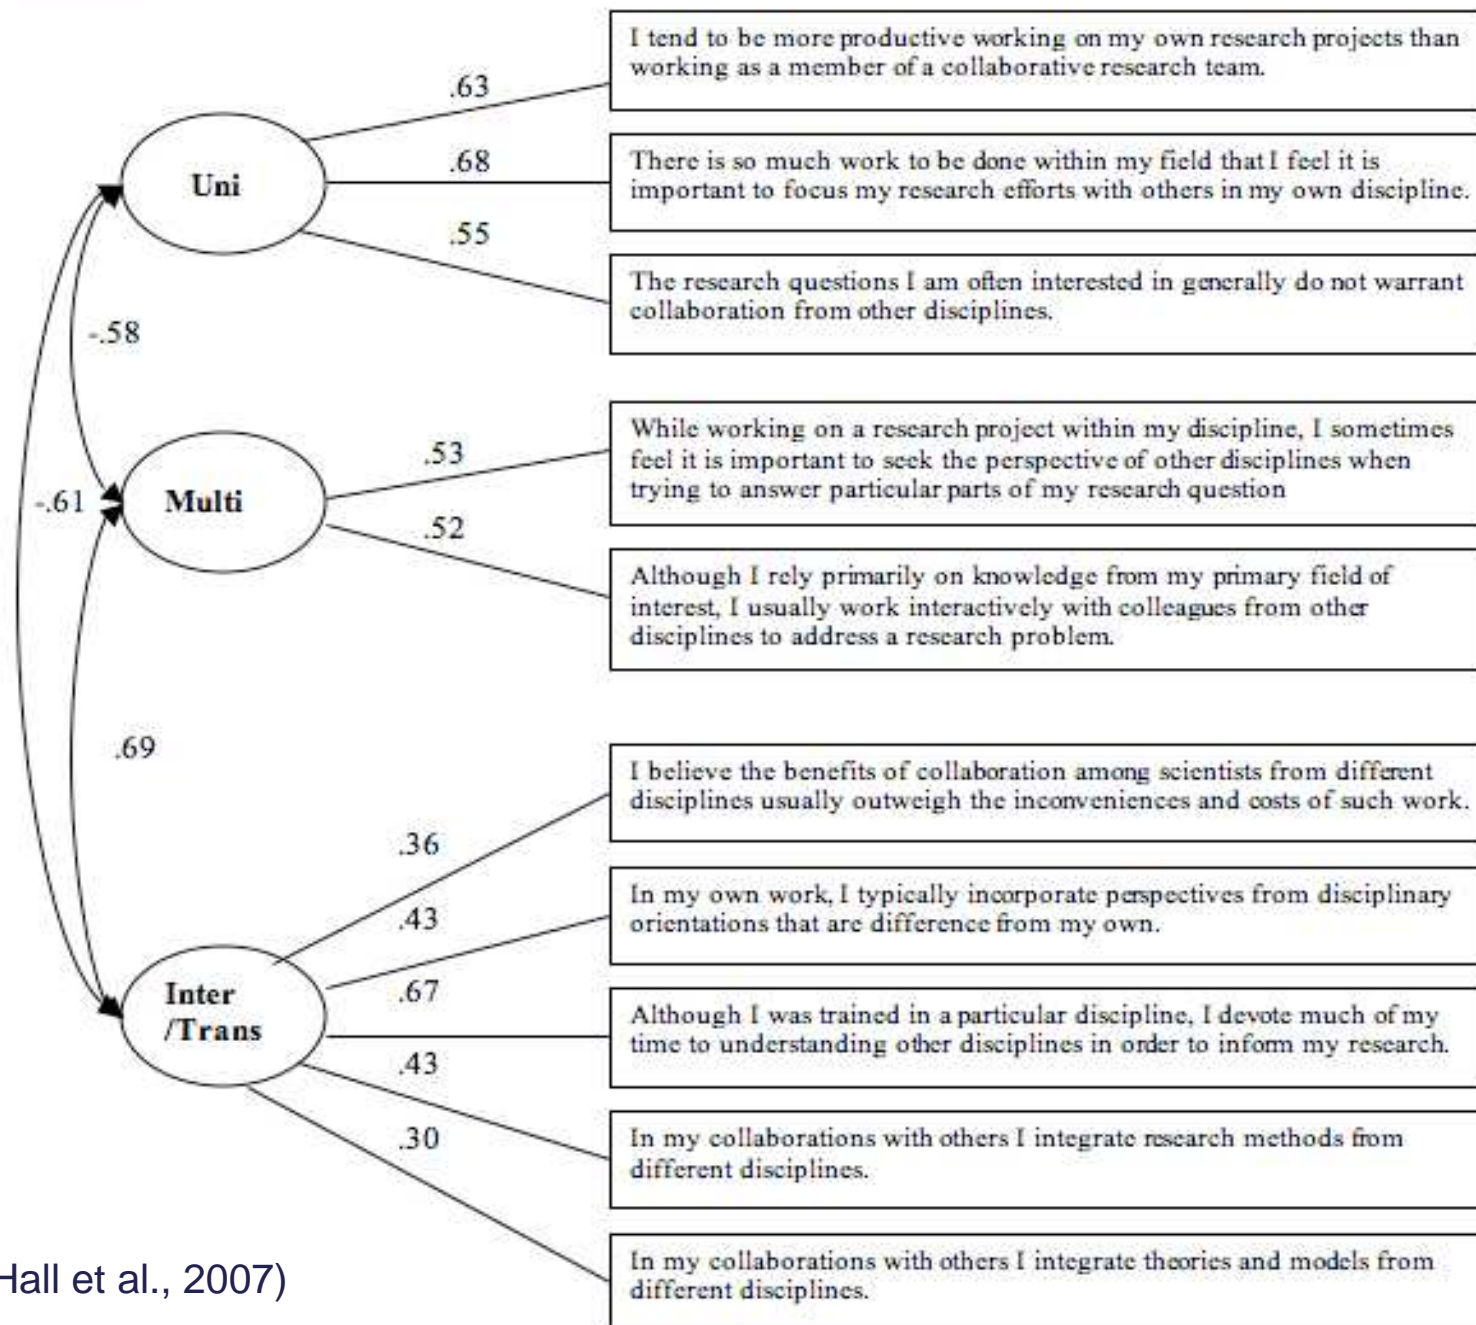 I tend to be more productive working on my own research projects than
working as a member of a collaborative research team.
.63
Uni
.68
There is so much work to be done within my field that I feel it is
important to focus my research efforts with others in my own discipline.
.55
The research questions I am often interested in generally do not warrant
collaboration from other disciplines.
-.58
While working on a research project within my discipline, I sometimes
feel it is important to seek the perspective of other disciplines when
trying to answer particular parts of my research question
.53
-.61
Multi
.52
Although I rely primarily on knowledge from my primary field of
interest, I usually work interactively with colleagues from other
disciplines to address a research problem.
.69
I believe the benefits of collaboration among scientists from different
disciplines usually outweigh the inconveniences and costs of such work.
.36
In my own work, I typically incorporate perspectives from disciplinary
orientations that are difference from my own.
.43
Inter
/Trans
.67
Although I was trained in a particular discipline, I devote much of my
time to understanding other disciplines in order to inform my research.
.43
In my collaborations with others I integrate research methods from
different disciplines.
.30
In my collaborations with others I integrate theories and models from
different disciplines.
Hall et al., 2007)